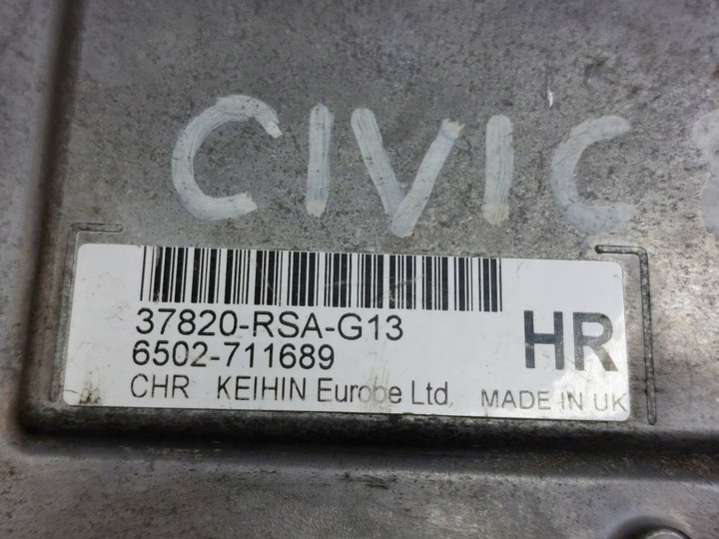 CIVIC
37820-RSA-G13
6502-711689
HR
CHR KEIHIN Europe Ltd. MADE IN UK